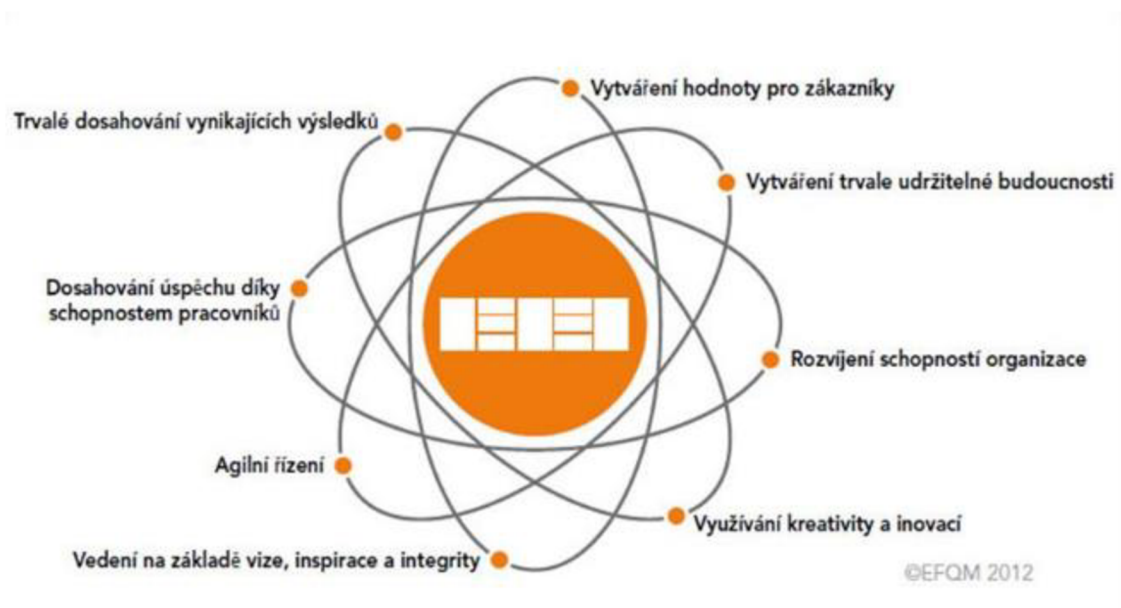 Vytváření hodnoty pro zákazníky
Trvalé dosahování vynikajících výsledků
Vytváření trvale udržitelné budoucnosti
Dosahování úspěchu díky
schopnostem pracovníků
Rozvíjení schopností organizace
Agilní řízení
Využívání kreativity a inovací
Vedení na základě vize, inspirace a integrity
©EFQM 2012